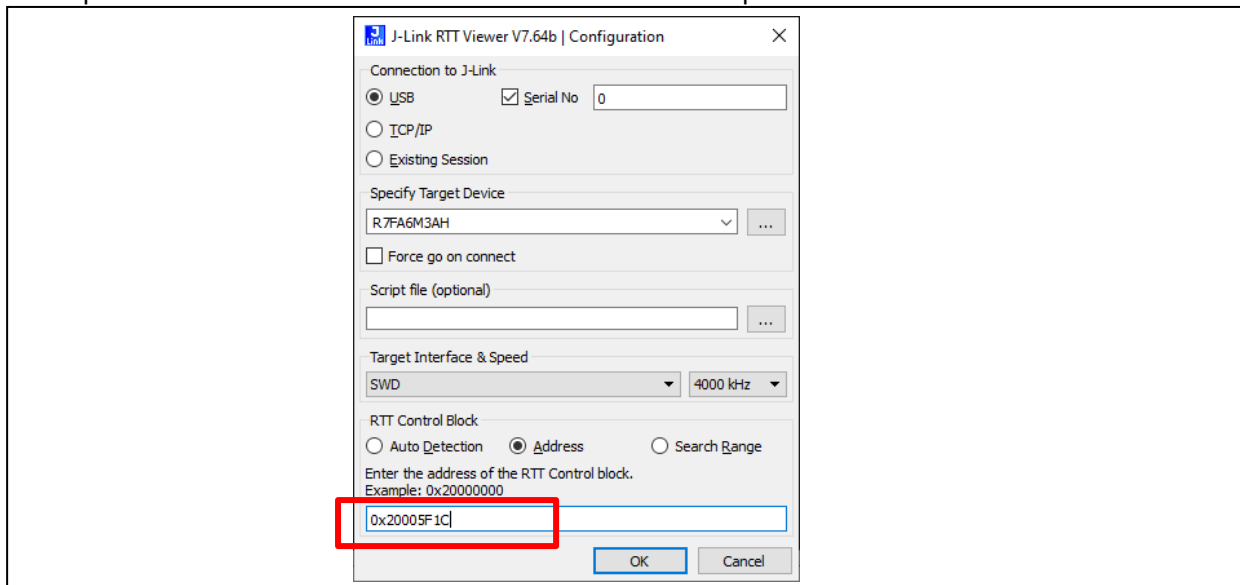 J-Link RTT Viewer V7.64b | Configuration
Connection to J-Link
USB Serial No 0
TCP/IP
Existing Session
Specify Target Device
R7FA6M3AH ...
Force go on connect
Script file (optional)
...
Target Interface & Speed
SWD 4000 kHz
RTT Control Block
Auto Detection Address Search Range
Enter the address of the RTT Control block.
Example: 0x20000000
0x20005F1C
OK Cancel